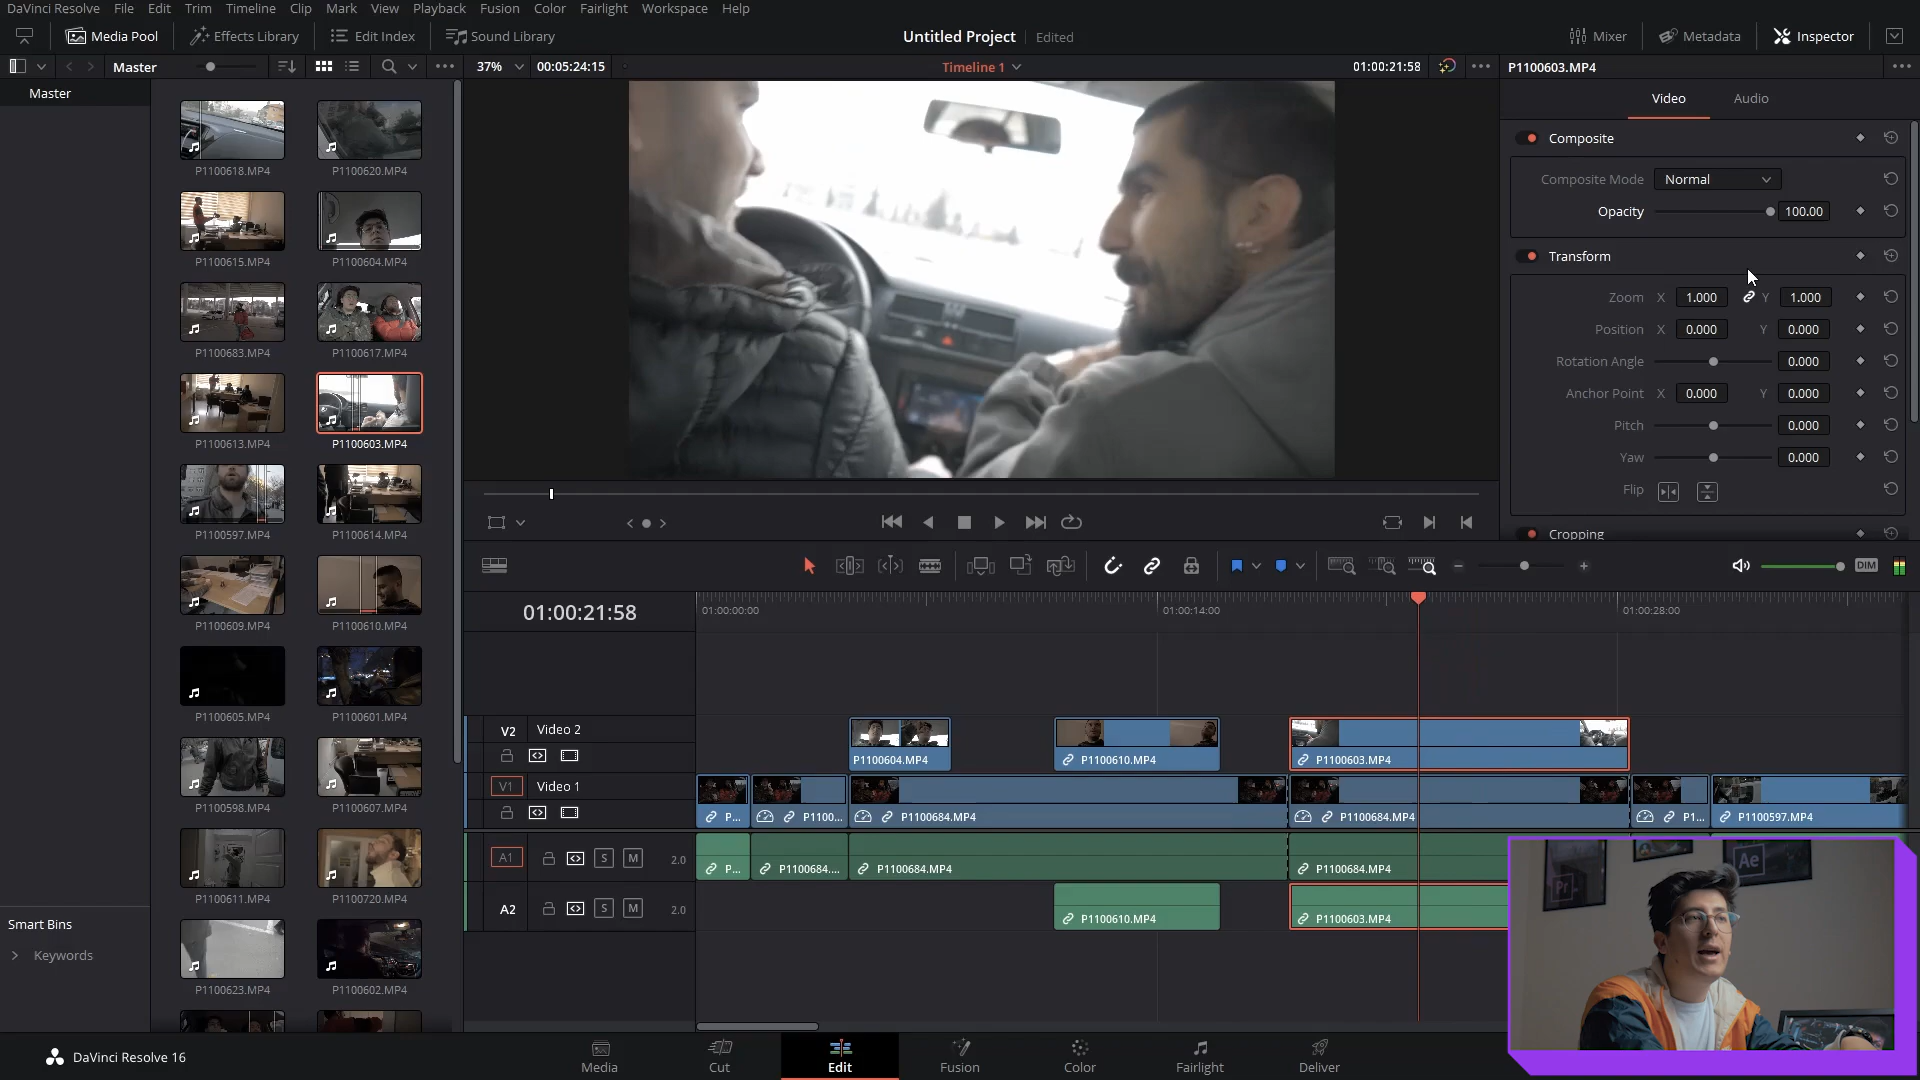 DaVinci Resolve File Edit Trim Timeline Clip Mark View Playback Fusion Color Fairlight Workspace Help
Media Pool Effects Library Edit Index Sound Library Untitled Project Edited Mixer Metadata Inspector
Master 37% 00:05:24:15 Timeline 1 01:00:21:58 P1100603.MP4
Master
Video Audio
Composite
Composite Mode Normal
Opacity 100.00
Transform
Zoom X 1.000 Y 1.000
Position X 0.000 Y 0.000
Rotation Angle 0.000
Anchor Point X 0.000 Y 0.000
Pitch 0.000
Yaw 0.000
Flip
Cropping
P1100618.MP4 P1100620.MP4
P1100615.MP4 P1100604.MP4
P1100683.MP4 P1100617.MP4
P1100613.MP4 P1100603.MP4
P1100597.MP4 P1100614.MP4
P1100609.MP4 P1100610.MP4
P1100605.MP4 P1100601.MP4
P1100598.MP4 P1100607.MP4
P1100611.MP4 P1100720.MP4
P1100623.MP4 P1100602.MP4
Smart Bins
Keywords
DIM
01:00:21:58 01:00:00:00 01:00:14:00 01:00:28:00
V2 Video 2
P1100604.MP4 P1100610.MP4 P1100603.MP4
V1 Video 1
P... P1100... P1100684.MP4 P1100684.MP4 P1... P1100597.MP4
A1 S M 2.0
P... P1100684.... P1100684.MP4 P1100684.MP4
A2 S M 2.0
P1100610.MP4 P1100603.MP4
Pr Ae
DaVinci Resolve 16
Media Cut Edit Fusion Color Fairlight Deliver